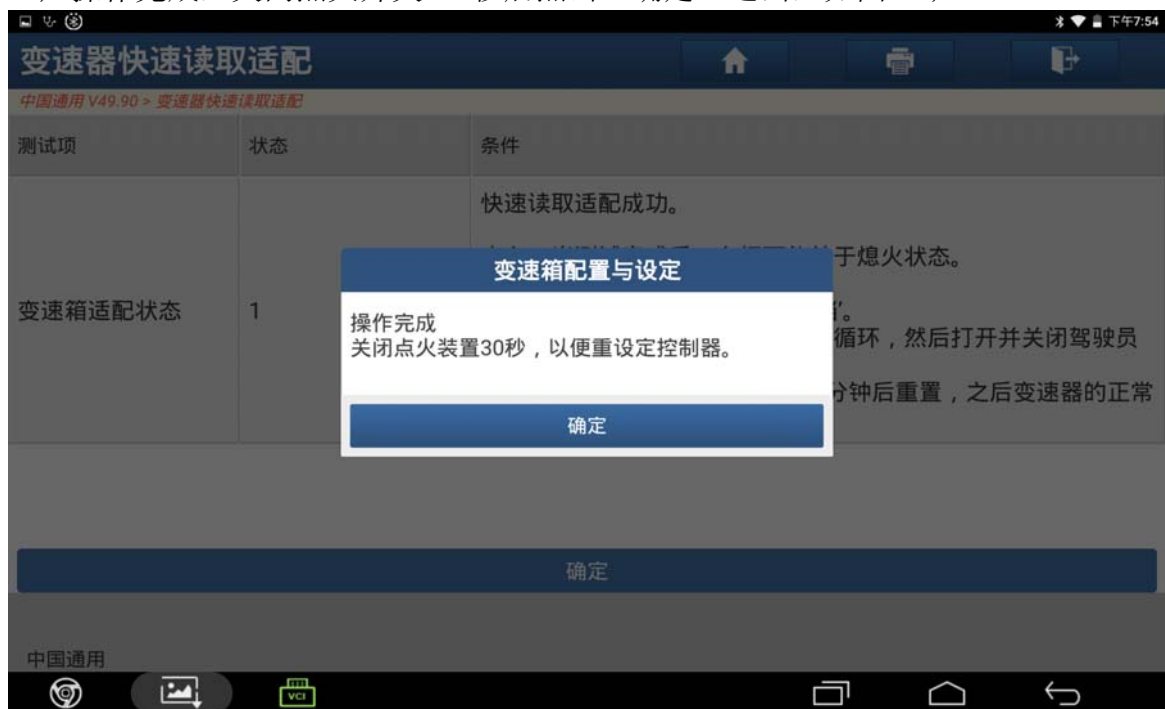 下午7:54
变速器快速读取适配
中国通用 V49.90 > 变速器快速读取适配
测试项 状态 条件
快速读取适配成功。
于熄火状态。
变速箱适配状态 1
循环，然后打开并关闭驾驶员
分钟后重置，之后变速器的正常
变速箱配置与设定
操作完成
关闭点火装置30秒，以便重设定控制器。
确定
确定
中国通用
VCI